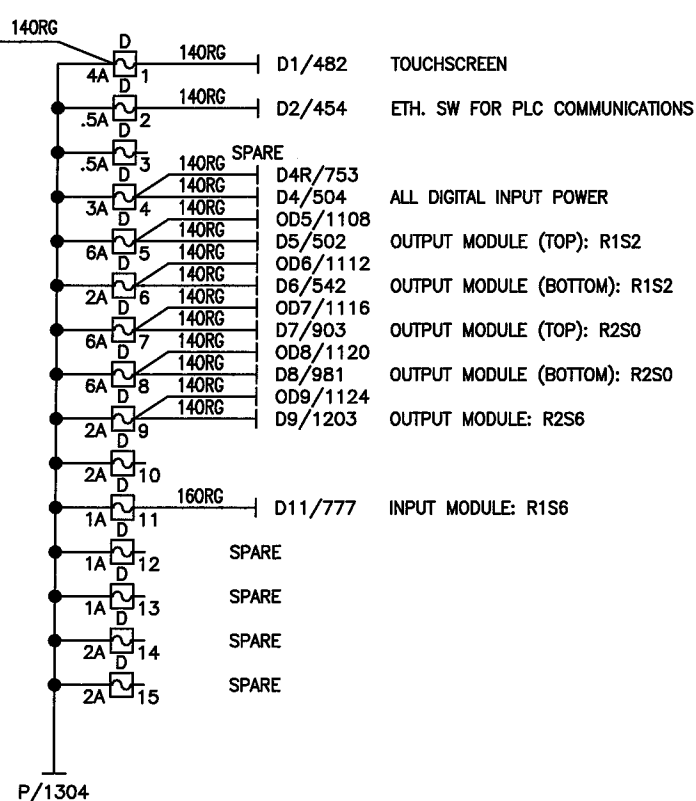 140RG
D
4A 1 140RG D1/482 TOUCHSCREEN
D
.5A 2 140RG D2/454 ETH. SW FOR PLC COMMUNICATIONS
D
.5A 3 SPARE
140RG D4R/753
D
3A 4 140RG D4/504 ALL DIGITAL INPUT POWER
140RG OD5/1108
D
6A 5 140RG D5/502 OUTPUT MODULE (TOP): R1S2
140RG OD6/1112
D
2A 6 140RG D6/542 OUTPUT MODULE (BOTTOM): R1S2
140RG OD7/1116
D
6A 7 140RG D7/903 OUTPUT MODULE (TOP): R2S0
140RG OD8/1120
D
6A 8 140RG D8/981 OUTPUT MODULE (BOTTOM): R2S0
140RG OD9/1124
D
2A 9 140RG D9/1203 OUTPUT MODULE: R2S6
D
2A 10
D
1A 11 160RG D11/777 INPUT MODULE: R1S6
D
1A 12 SPARE
D
1A 13 SPARE
D
2A 14 SPARE
D
2A 15 SPARE
P/1304